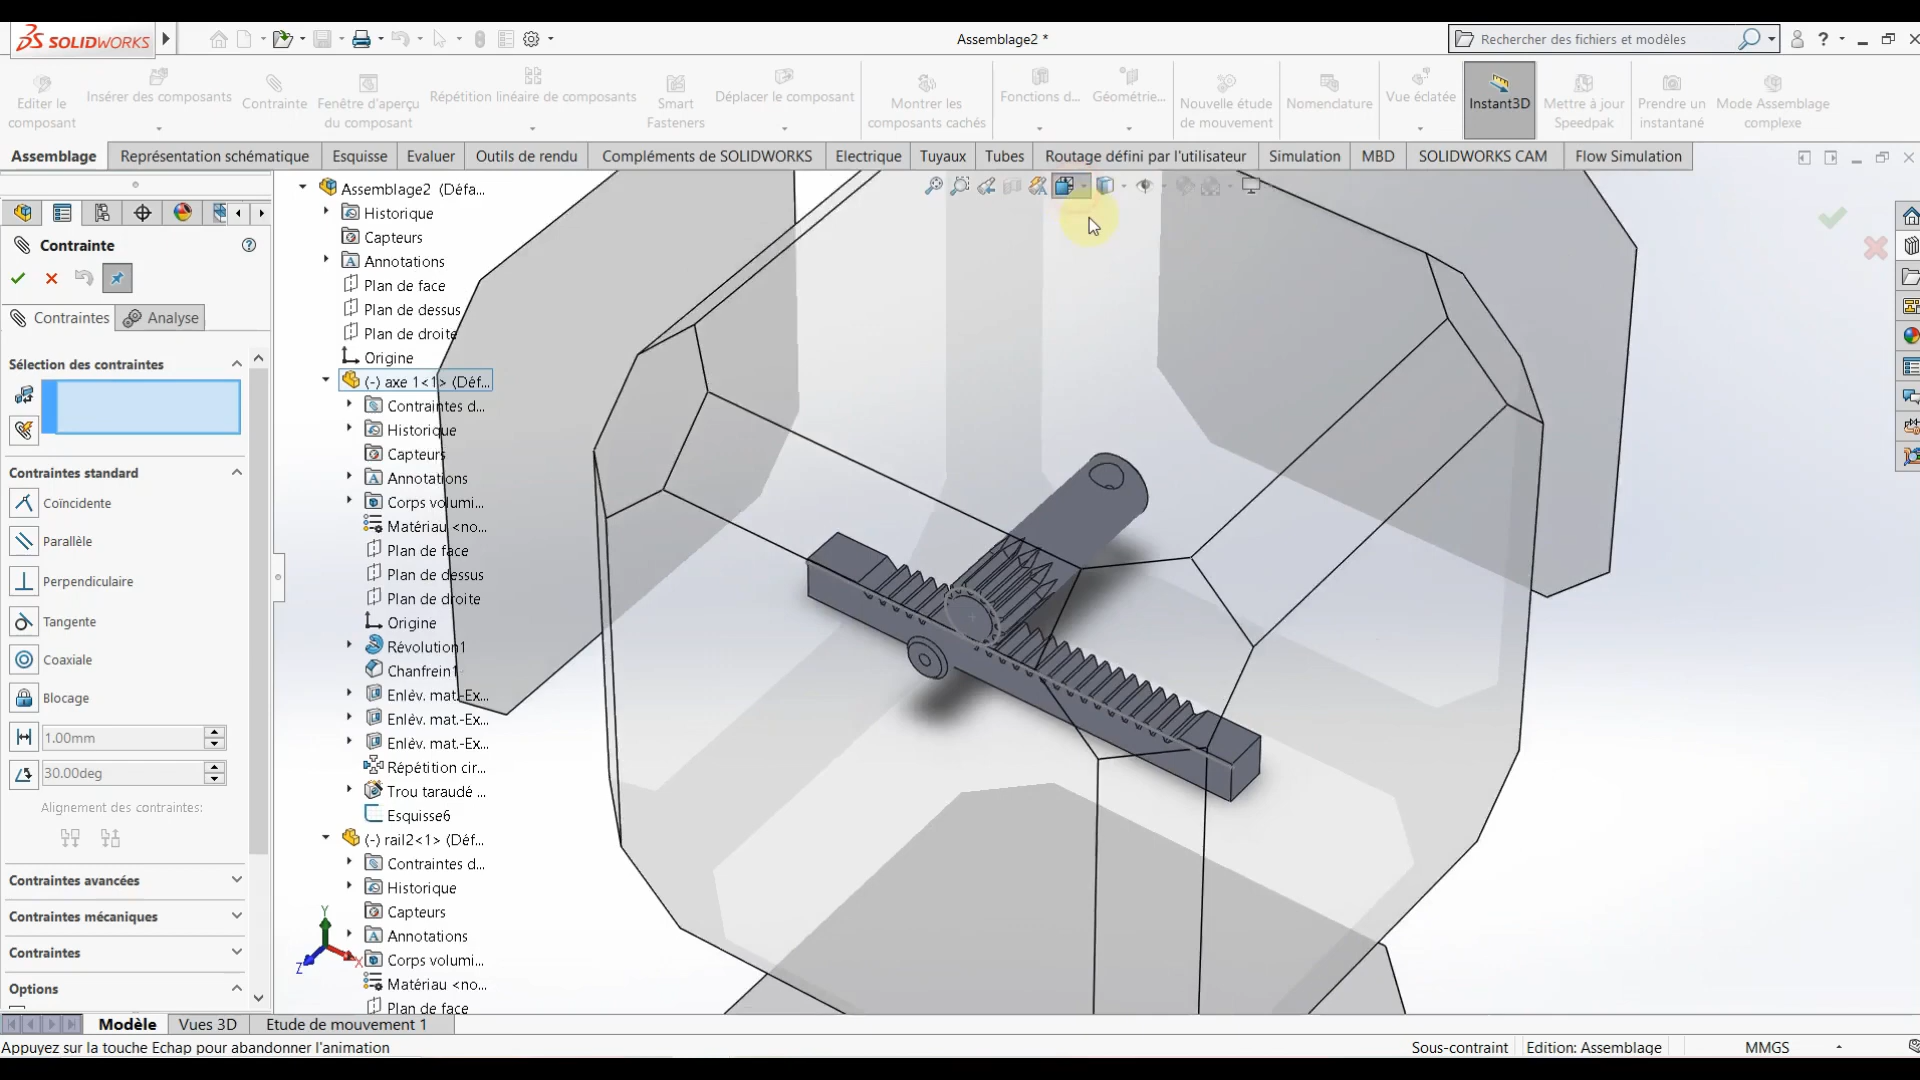 SOLIDWORKS
Assemblage2 *
Rechercher des fichiers et modèles
?
Editer le
composant
Insérer des composants
Contrainte
Fenêtre d'aperçu
du composant
Répétition linéaire de composants
Smart
Fasteners
Déplacer le composant
Montrer les
composants cachés
Fonctions d...
Géométrie...
Nouvelle étude
de mouvement
Nomenclature
Vue éclatée
Instant3D
Mettre à jour
Speedpak
Prendre un
instantané
Mode Assemblage
complexe
Assemblage
Représentation schématique
Esquisse
Evaluer
Outils de rendu
Compléments de SOLIDWORKS
Electrique
Tuyaux
Tubes
Routage défini par l'utilisateur
Simulation
MBD
SOLIDWORKS CAM
Flow Simulation
Contrainte
Contraintes
Analyse
Sélection des contraintes
Contraintes standard
Coïncidente
Parallèle
Perpendiculaire
Tangente
Coaxiale
Blocage
1.00mm
30.00deg
Alignement des contraintes:
Contraintes avancées
Contraintes mécaniques
Contraintes
Options
Assemblage2 (Défa...
Historique
Capteurs
Annotations
Plan de face
Plan de dessus
Plan de droite
Origine
(-) axe 1<1> (Déf...
Contraintes d...
Historique
Capteurs
Annotations
Corps volumi...
Matériau <no...
Plan de face
Plan de dessus
Plan de droite
Origine
Révolution1
Chanfrein1
Enlèv. mat.-Ex...
Enlèv. mat.-Ex...
Enlèv. mat.-Ex...
Répétition cir...
Trou taraudé ...
Esquisse6
(-) rail2<1> (Déf...
Contraintes d...
Historique
Capteurs
Annotations
Corps volumi...
Matériau <no...
Plan de face
Y
X
Z
Modèle
Vues 3D
Etude de mouvement 1
Appuyez sur la touche Echap pour abandonner l'animation
Sous-contraint
Edition: Assemblage
MMGS